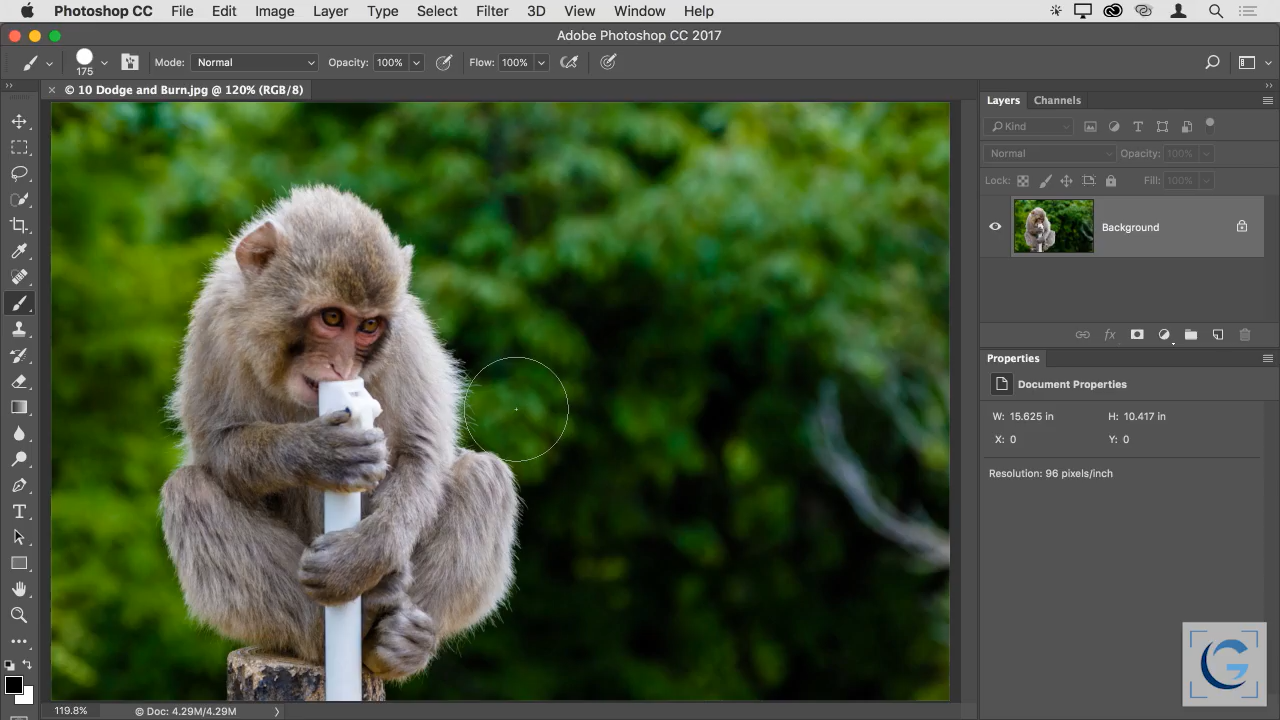 Photoshop CC File Edit Image Layer Type Select Filter 3D View Window Help
Adobe Photoshop CC 2017
175 Mode: Normal Opacity: 100% Flow: 100%
× © 10 Dodge and Burn.jpg @ 120% (RGB/8)
Layers Channels
Kind
Normal Opacity: 100%
Lock: Fill: 100%
Background
Properties
Document Properties
W: 15.625 in H: 10.417 in
X: 0 Y: 0
Resolution: 96 pixels/inch
119.8% © Doc: 4.29M/4.29M
G